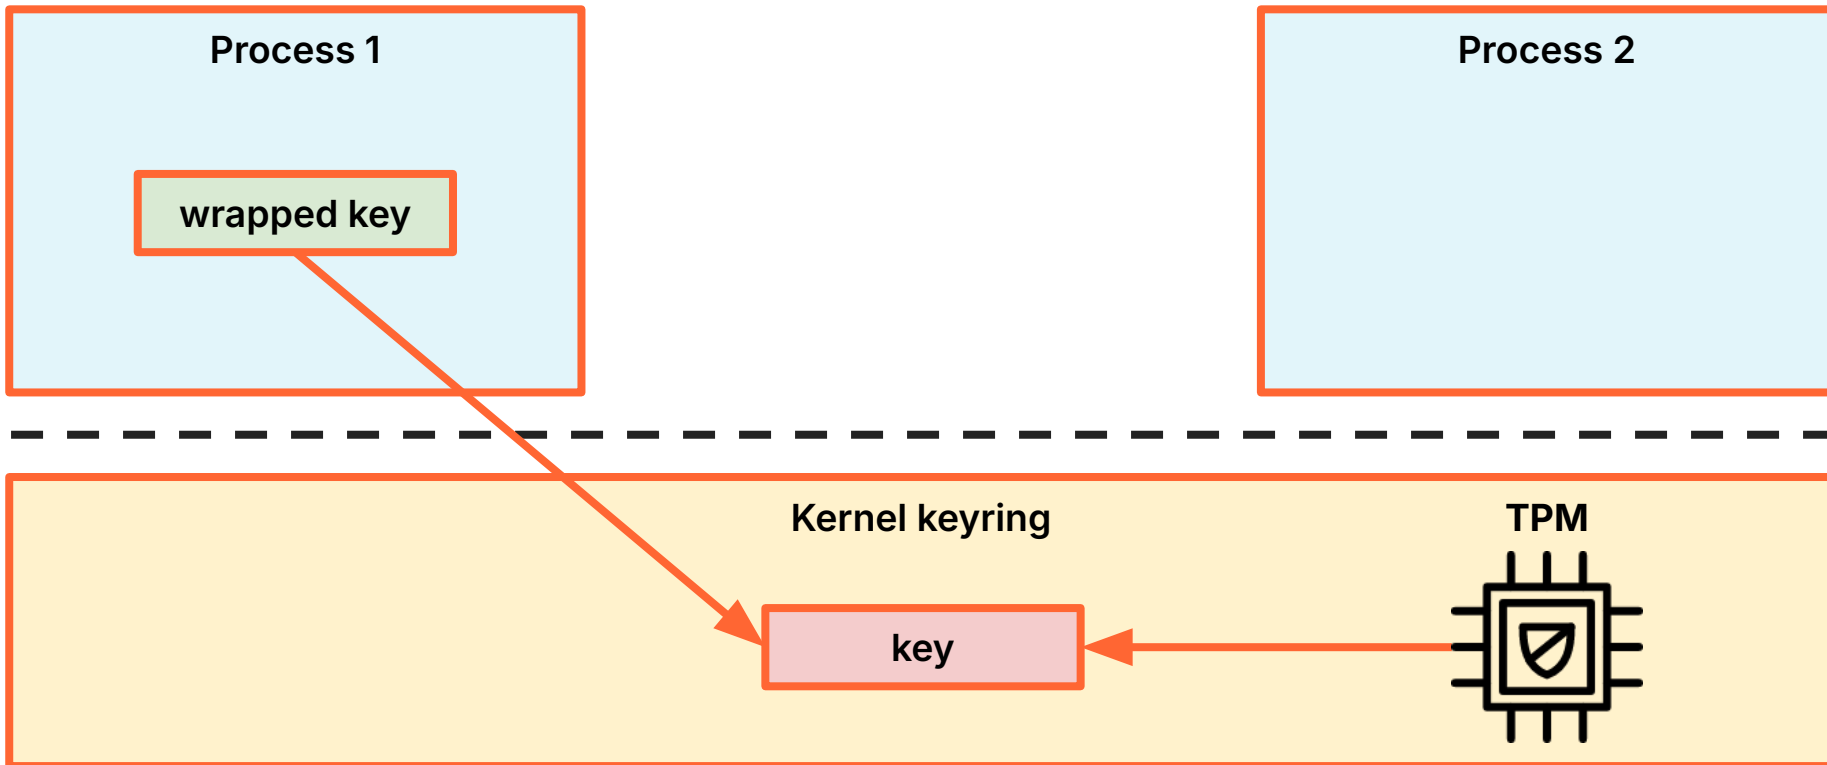 Process 1
Process 2
wrapped key
Kernel keyring
TPM
key